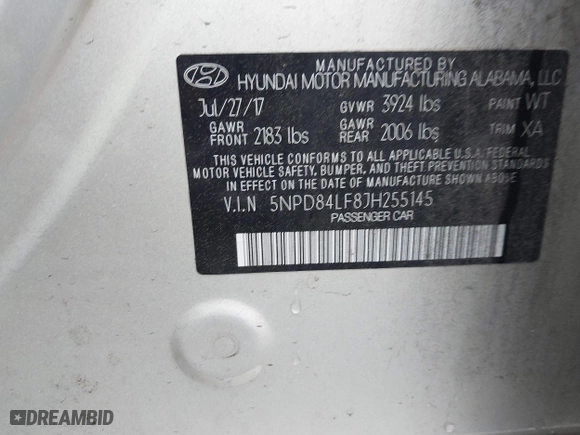 MANUFACTURED BY
HYUNDAI MOTOR MANUFACTURING ALABAMA, LLC
Jul/27/17 GVWR 3924 lbs PAINT WT
GAWR FRONT 2183 lbs GAWR REAR 2006 lbs TRIM XA
THIS VEHICLE CONFORMS TO ALL APPLICABLE U.S.A. FEDERAL
MOTOR VEHICLE SAFETY, BUMPER, AND THEFT PREVENTION STANDARDS
IN EFFECT ON THE DATE OF MANUFACTURE SHOWN ABOVE.
V.I.N 5NPD84LF8JH255145
PASSENGER CAR
DREAMBID